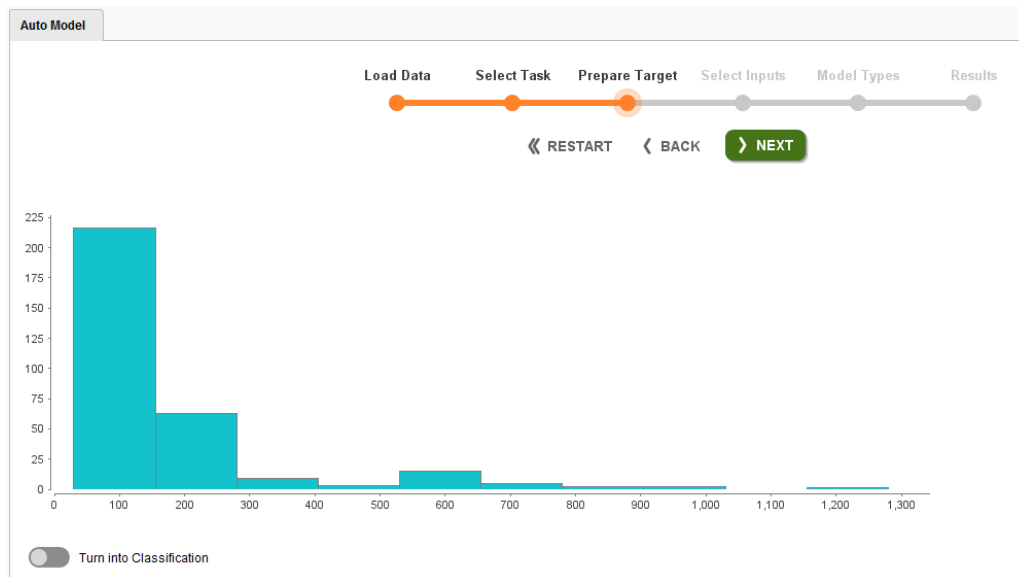 Auto Model
Load Data Select Task Prepare Target Select Inputs Model Types Results
RESTART BACK NEXT
225
200
175
150
125
100
75
50
25
0
0 100 200 300 400 500 600 700 800 900 1,000 1,100 1,200 1,300
Turn into Classification